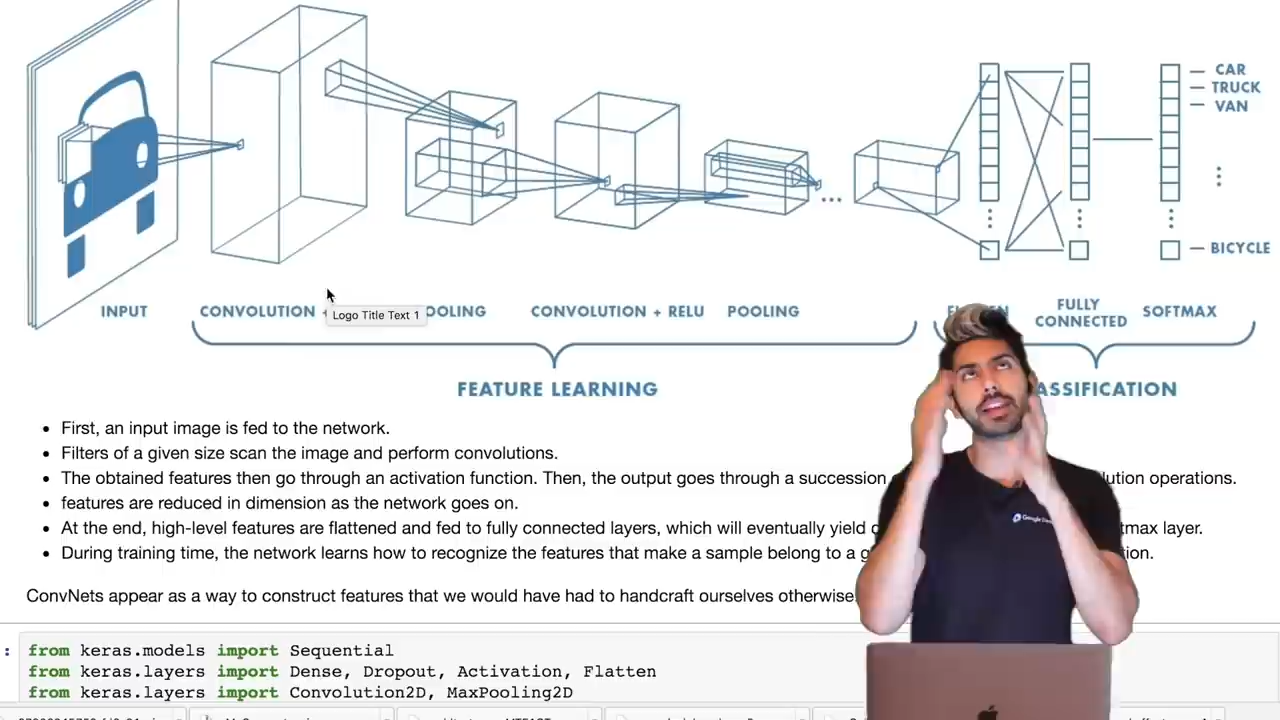 CAR
TRUCK
VAN
BICYCLE
INPUT
CONVOLUTION
Logo Title Text 1
OOLING
CONVOLUTION + RELU
POOLING
FULLY
CONNECTED
SOFTMAX
FEATURE LEARNING
ASSIFICATION
First, an input image is fed to the network.
Filters of a given size scan the image and perform convolutions.
The obtained features then go through an activation function. Then, the output goes through a succession lution operations.
features are reduced in dimension as the network goes on.
At the end, high-level features are flattened and fed to fully connected layers, which will eventually yield tmax layer.
During training time, the network learns how to recognize the features that make a sample belong to a tion.
ConvNets appear as a way to construct features that we would have had to handcraft ourselves otherwise
: from keras.models import Sequential
from keras.layers import Dense, Dropout, Activation, Flatten
from keras.layers import Convolution2D, MaxPooling2D